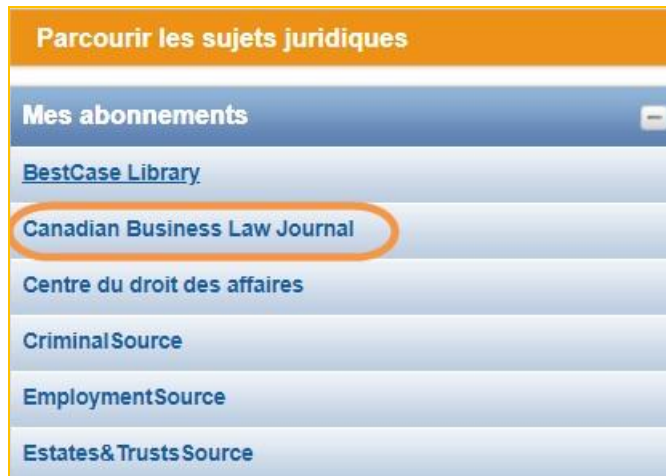 Parcourir les sujets juridiques
Mes abonnements
BestCase Library
Canadian Business Law Journal
Centre du droit des affaires
CriminalSource
EmploymentSource
Estates&TrustsSource